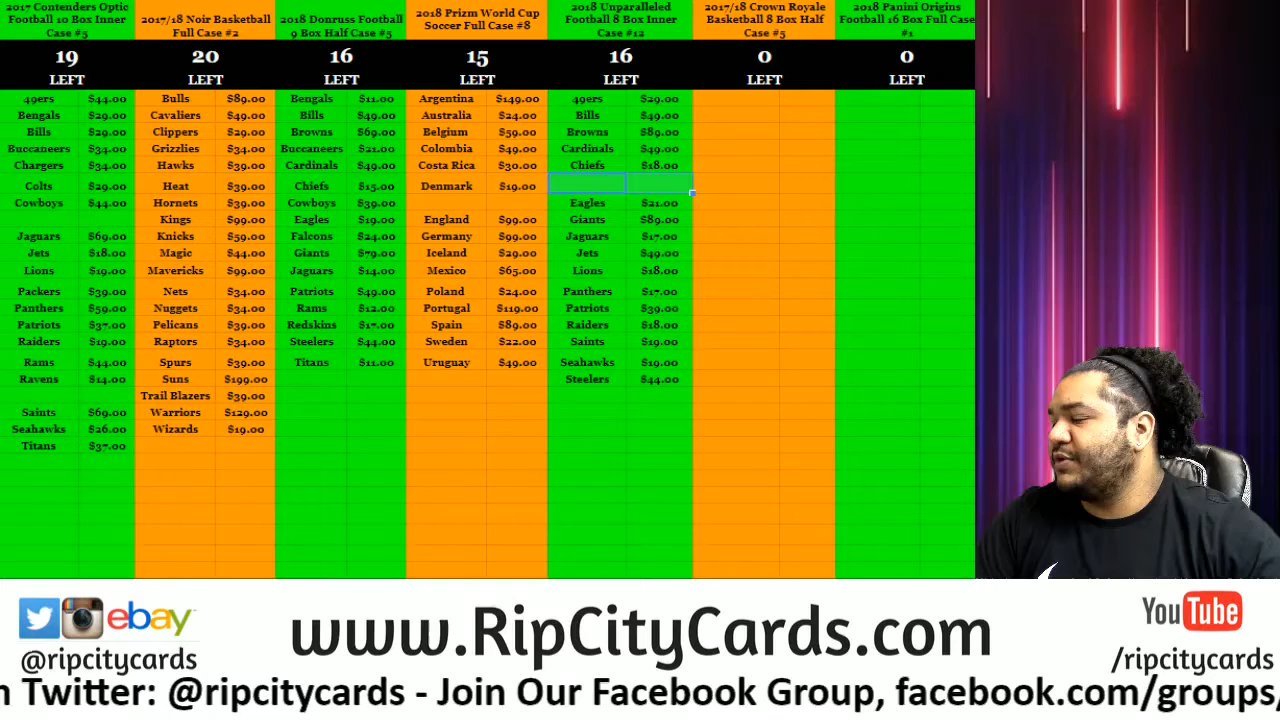 2017 Contenders Optic
Football 10 Box Inner
Case #5
19
LEFT
49ers $44.00
Bengals $29.00
Bills $29.00
Buccaneers $34.00
Chargers $34.00
Colts $29.00
Cowboys $44.00
Jaguars $69.00
Jets $18.00
Lions $19.00
Packers $39.00
Panthers $59.00
Patriots $37.00
Raiders $19.00
Rams $44.00
Ravens $14.00
Saints $69.00
Seahawks $26.00
Titans $37.00
2017/18 Noir Basketball
Full Case #2
20
LEFT
Bulls $89.00
Cavaliers $49.00
Clippers $29.00
Grizzlies $34.00
Hawks $39.00
Heat $39.00
Hornets $39.00
Kings $99.00
Knicks $59.00
Magic $44.00
Mavericks $99.00
Nets $34.00
Nuggets $34.00
Pelicans $39.00
Raptors $34.00
Spurs $39.00
Suns $199.00
Trail Blazers $39.00
Warriors $129.00
Wizards $19.00
2018 Donruss Football
9 Box Half Case #5
16
LEFT
Bengals $11.00
Bills $49.00
Browns $69.00
Buccaneers $21.00
Cardinals $49.00
Chiefs $15.00
Cowboys $39.00
Eagles $19.00
Falcons $24.00
Giants $79.00
Jaguars $14.00
Patriots $49.00
Rams $12.00
Redskins $17.00
Steelers $44.00
Titans $11.00
2018 Prizm World Cup
Soccer Full Case #8
15
LEFT
Argentina $149.00
Australia $24.00
Belgium $59.00
Colombia $49.00
Costa Rica $30.00
Denmark $19.00
England $99.00
Germany $99.00
Iceland $29.00
Mexico $65.00
Poland $24.00
Portugal $119.00
Spain $89.00
Sweden $22.00
Uruguay $49.00
2018 Unparalleled
Football 8 Box Inner
Case #12
16
LEFT
49ers $29.00
Bills $49.00
Browns $89.00
Cardinals $49.00
Chiefs $18.00
Eagles $21.00
Giants $89.00
Jaguars $17.00
Jets $49.00
Lions $18.00
Panthers $17.00
Patriots $39.00
Raiders $18.00
Saints $19.00
Seahawks $19.00
Steelers $44.00
2017/18 Crown Royale
Basketball 8 Box Half
Case #5
0
LEFT
2018 Panini Origins
Football 16 Box Full Case
#1
0
LEFT
ebay
@ripcitycards
www.RipCityCards.com
YouTube
/ripcitycards
n Twitter: @ripcitycards - Join Our Facebook Group, facebook.com/groups/